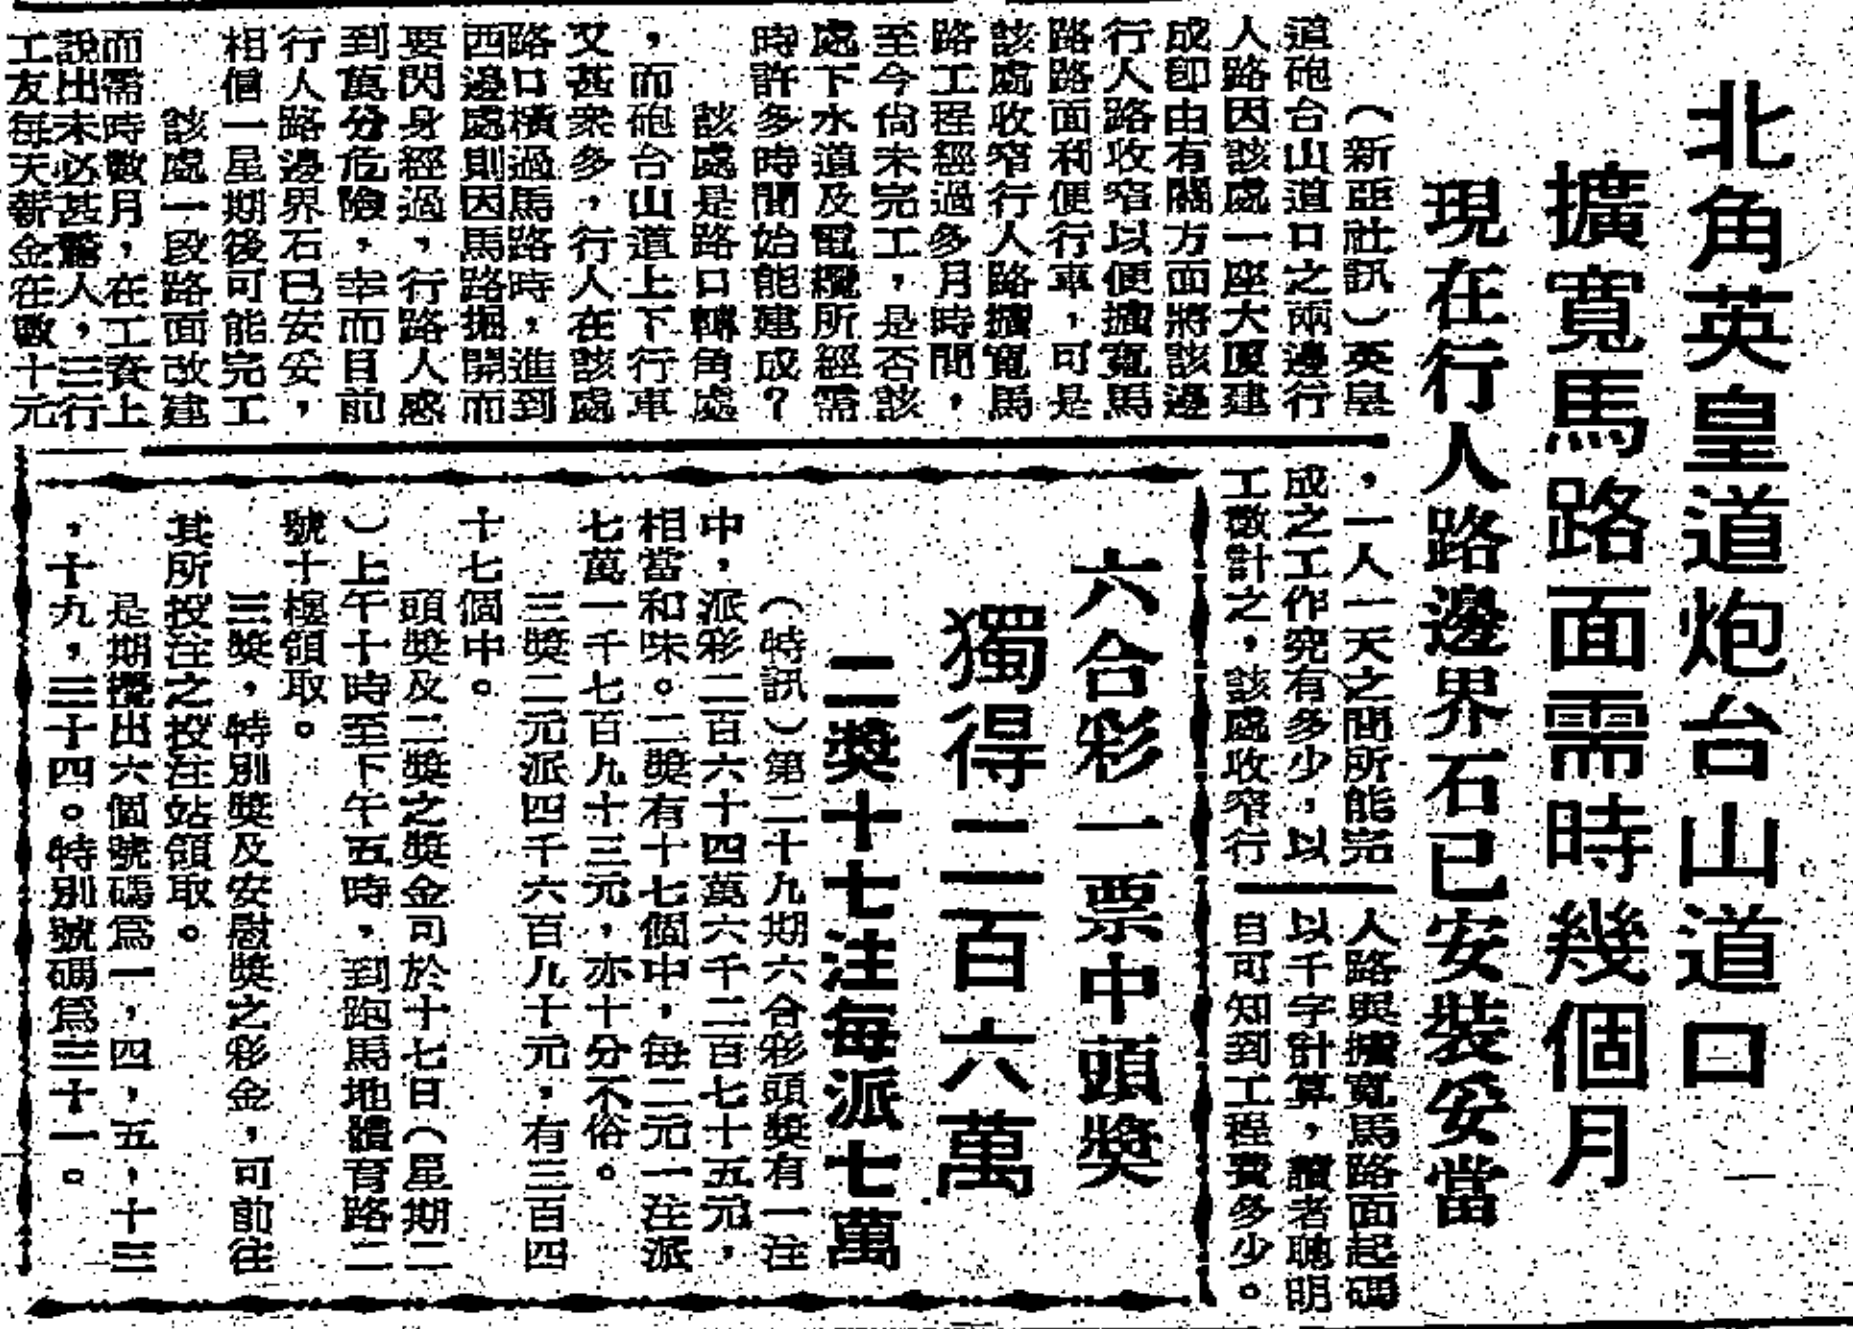 北角英皇道炮台山道口
擴寬馬路面需時幾個月
現在行人路邊界石已安裝妥當
（新亞社訊）英皇
道砲台山道口之兩邊行
人路因該處一座大厦建
成卽由有關方面將該邊
行人路收窄以便擴寬馬
路路面利便行車，可是
該處收窄行人路擴寬馬
路工程經過多月時間，
至今尚未完工，是否該
處下水道及電纜所經需
時許多時間始能建成？
該處是路口轉角處
，而砲台山道上下行車
又甚衆多，行人在該處
路口橫過馬路時，進到
西邊處則因馬路掘開而
要閃身經過，行路人感
到萬分危險，幸而目前
行人路邊界石已安妥，
相信一星期後可能完工
該處一段路面改建
而需時數月，在工資上
說出未必甚驚人，三行
工友每天薪金在數十元
，一人一天之間所能完
成之工作究有多少，以
工數計之，該處收窄行
人路與擴寬馬路面起碼
以千字計算，讀者聰明
自可知到工程費多少。
六合彩一票中頭獎
獨得二百六萬
二獎十七注每派七萬
（特訊）第二十九期六合彩頭獎有一注
中，派彩二百六十四萬六千二百七十五元，
相當和味。二獎有十七個中，每二元一注派
七萬一千七百九十三元，亦十分不俗。
三獎二元派四千六百九十元，有三百四
十七個中。
頭獎及二獎之獎金司於十七日（星期二
）上午十時至下午五時，到跑馬地體育路二
號十樓領取。
三獎，特別獎及安慰獎之彩金，可前往
其所投注之投注站領取。
是期攪出六個號碼爲一，四，五，十三
，十九，三十四。特別號碼爲三十一。